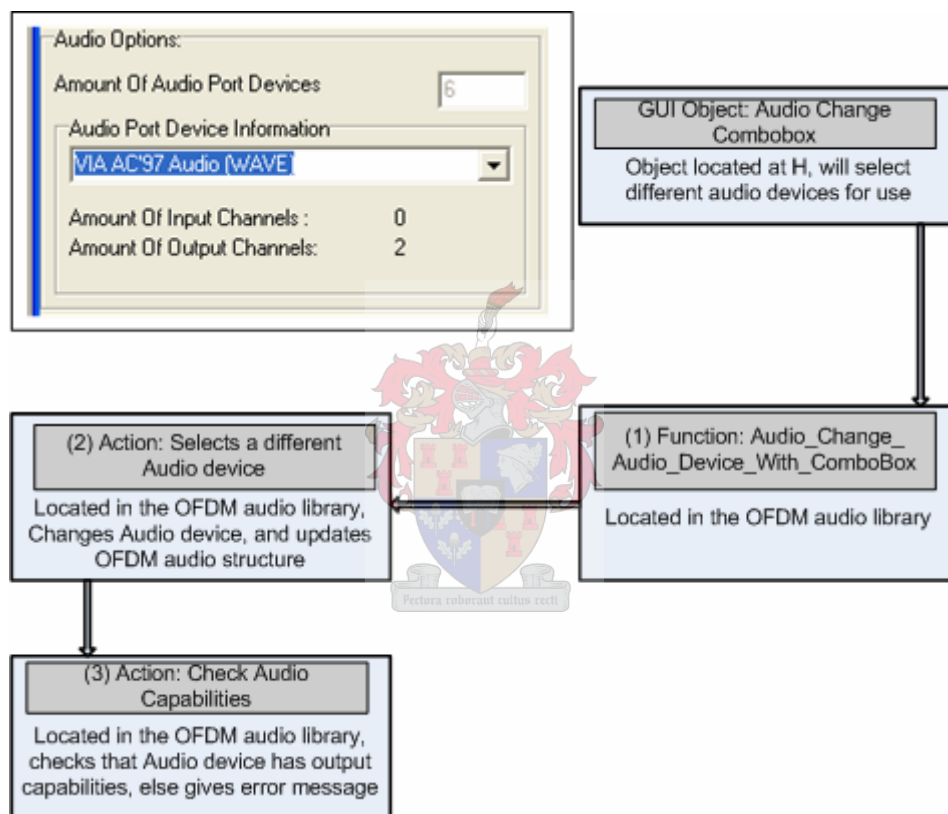 Audio Options:
Amount Of Audio Port Devices
6
Audio Port Device Information
VIA AC'97 Audio (WAVE)
Amount Of Input Channels : 0
Amount Of Output Channels: 2
GUI Object: Audio Change
Combobox
Object located at H, will select
different audio devices for use
(1) Function: Audio_Change_
Audio_Device_With_ComboBox
Located in the OFDM audio library
(2) Action: Selects a different
Audio device
Located in the OFDM audio library,
Changes Audio device, and updates
OFDM audio structure
(3) Action: Check Audio
Capabilities
Located in the OFDM audio library,
checks that Audio device has output
capabilities, else gives error message
Pectora roborant cultus recti